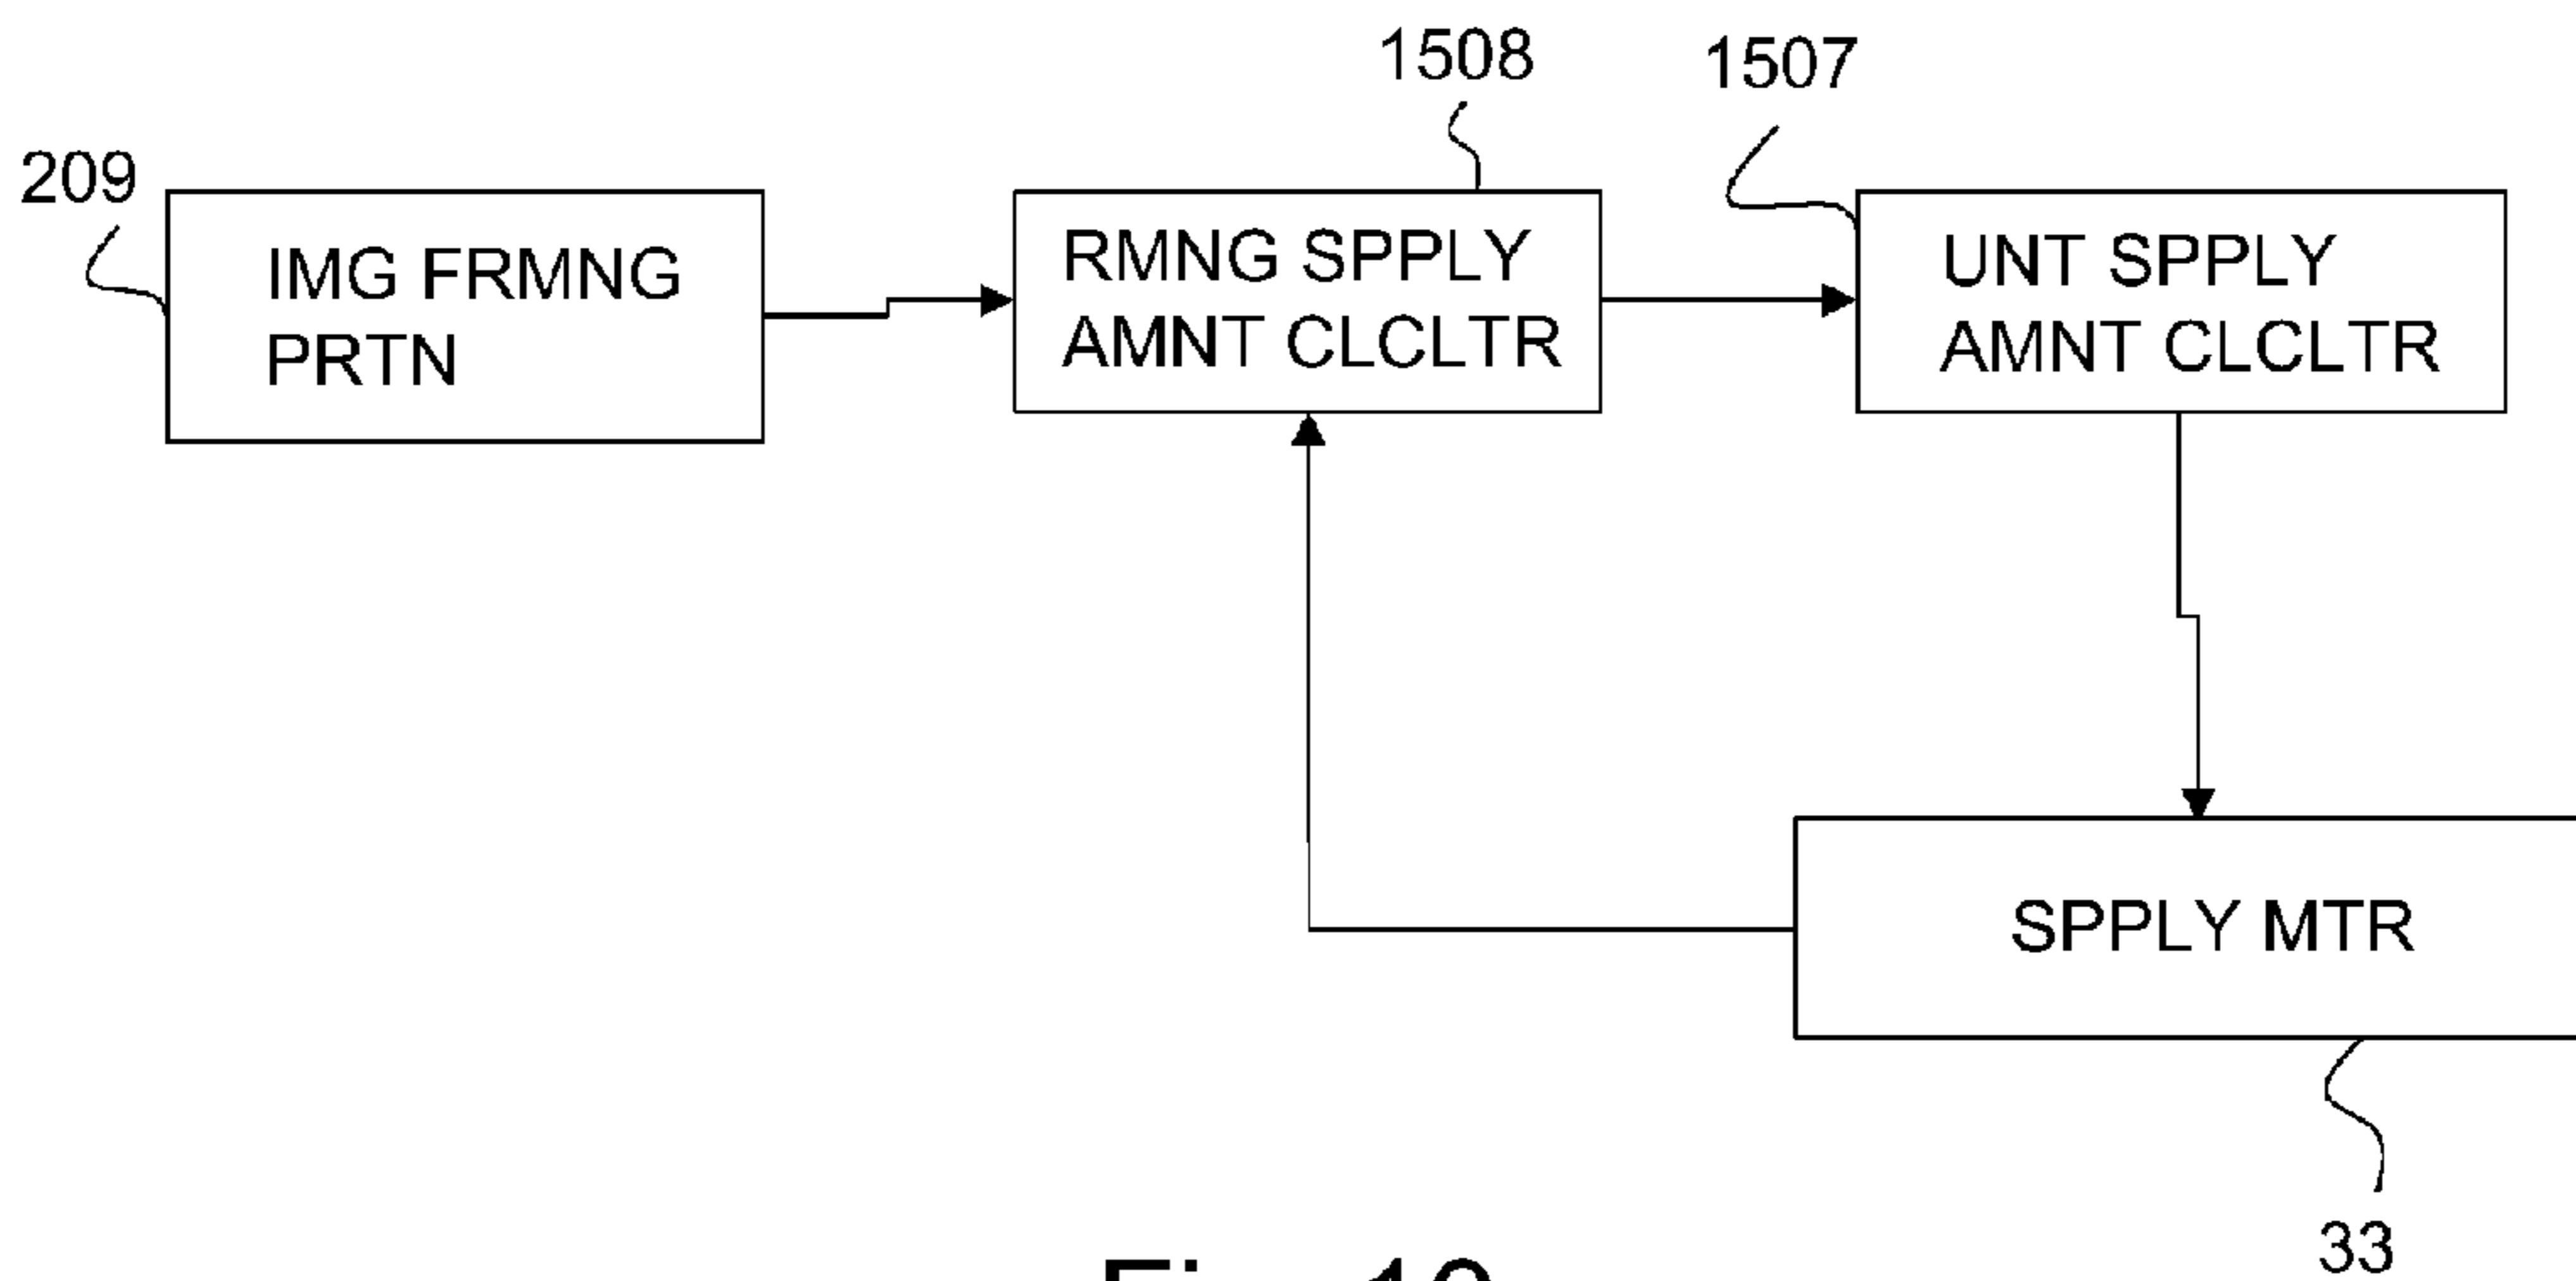 1508
1507
209
IMG FRMNG
PRTN
RMNG SPPLY
AMNT CLCLTR
UNT SPPLY
AMNT CLCLTR
SPPLY MTR
33